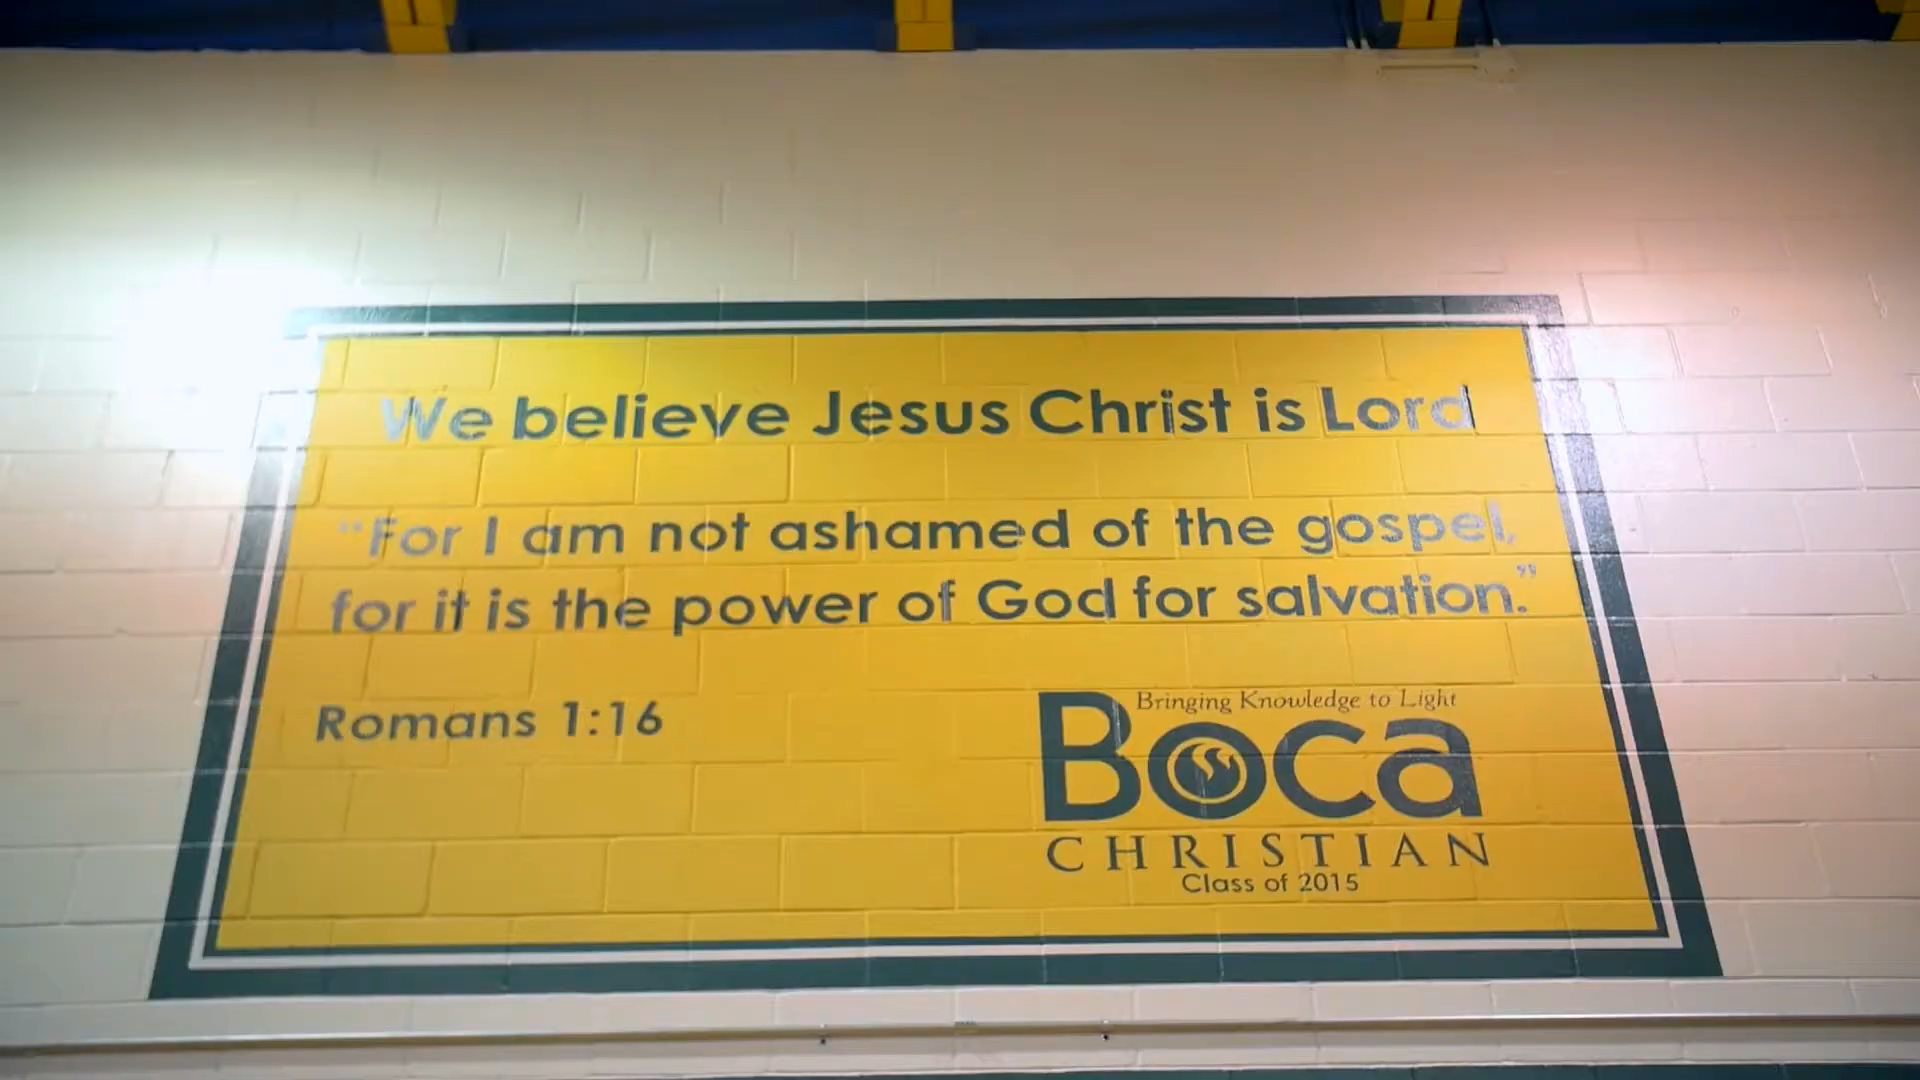 We believe Jesus Christ is Lord
“For I am not ashamed of the gospel,
for it is the power of God for salvation.”
Romans 1:16
Bringing Knowledge to Light
Boca
CHRISTIAN
Class of 2015